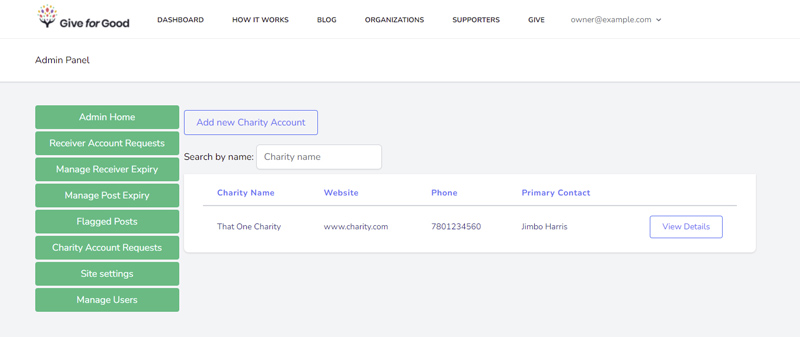 Give for Good
DASHBOARD HOW IT WORKS BLOG ORGANIZATIONS SUPPORTERS GIVE owner@example.com
Admin Panel
Admin Home
Receiver Account Requests
Manage Receiver Expiry
Manage Post Expiry
Flagged Posts
Charity Account Requests
Site settings
Manage Users
Add new Charity Account
Search by name: Charity name
Charity Name Website Phone Primary Contact
That One Charity www.charity.com 7801234560 Jimbo Harris View Details